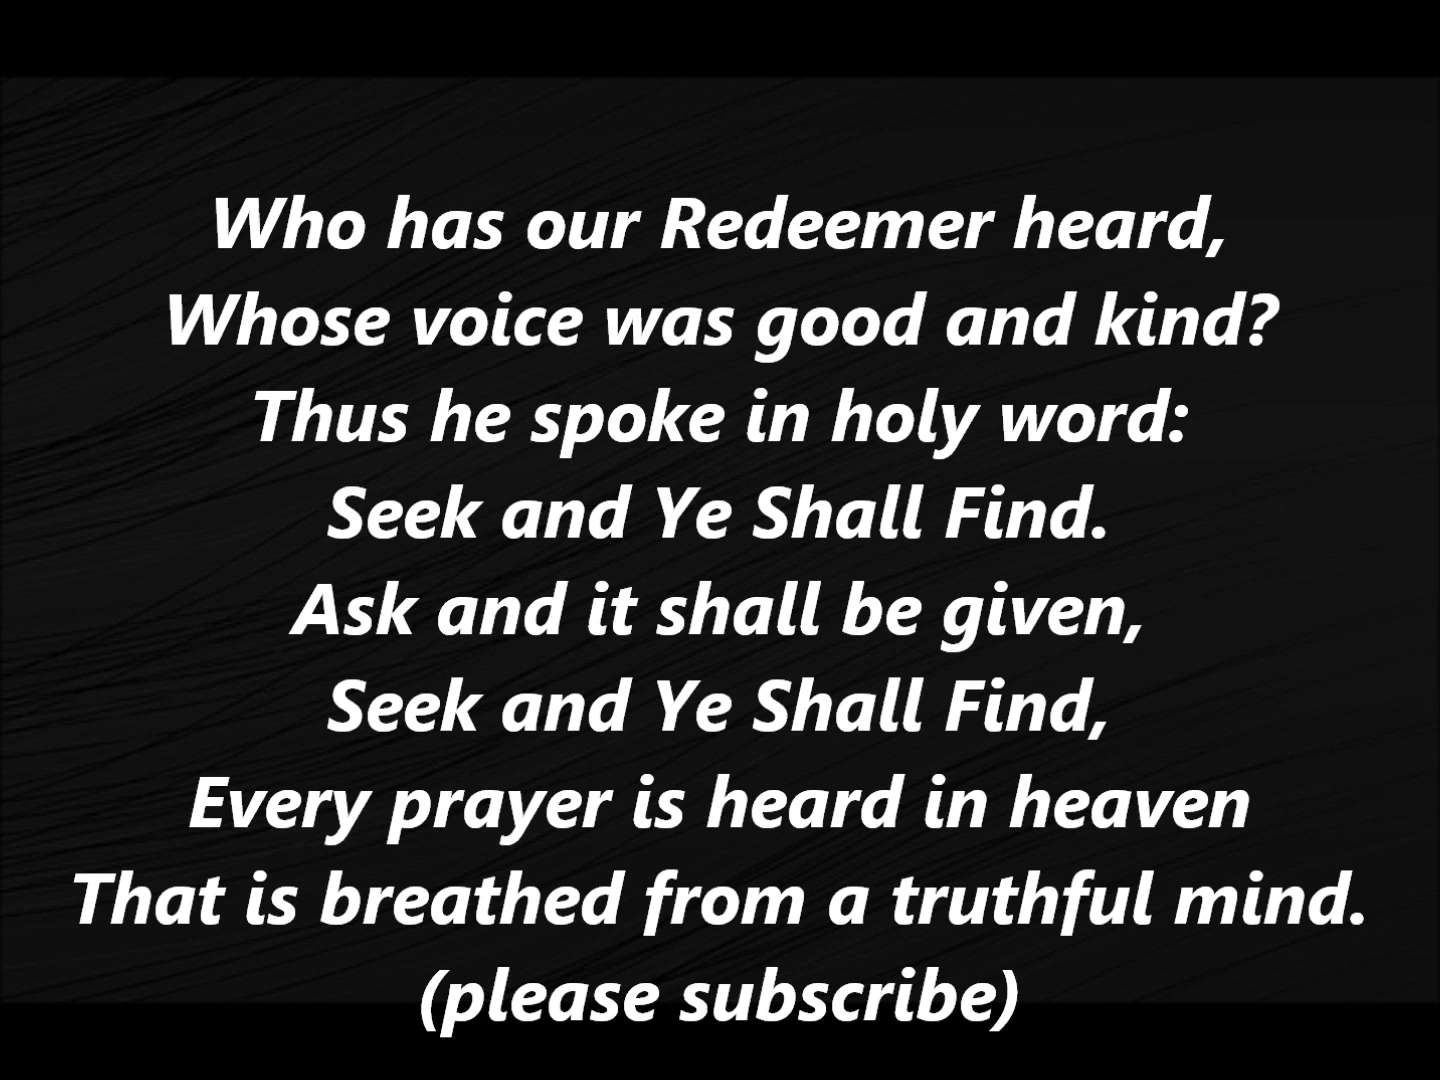 Who has our Redeemer heard,
Whose voice was good and kind?
Thus he spoke in holy word:
Seek and Ye Shall Find.
Ask and it shall be given,
Seek and Ye Shall Find,
Every prayer is heard in heaven
That is breathed from a truthful mind.
(please subscribe)